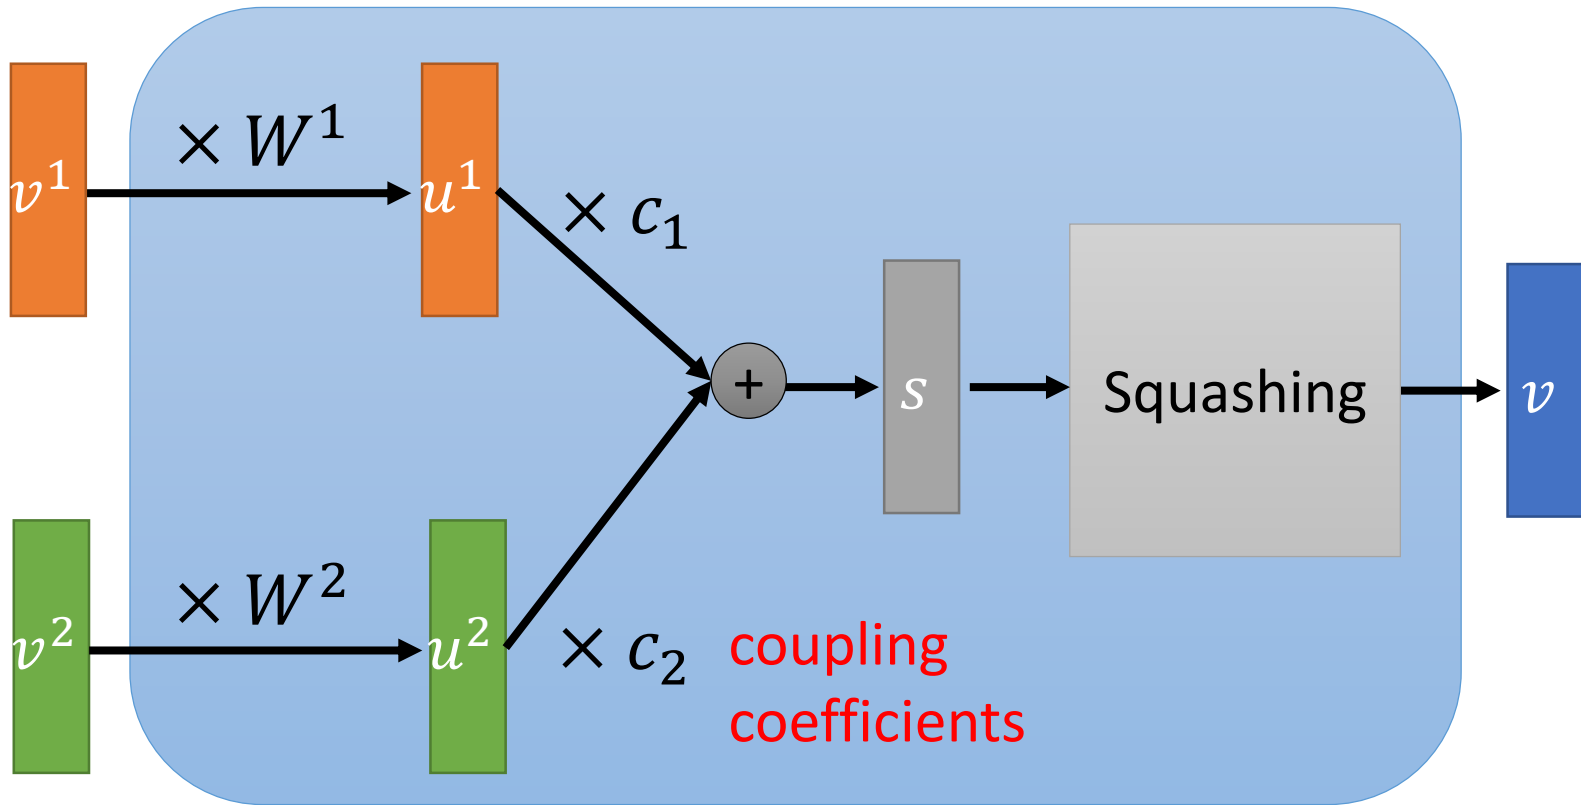 × W¹
v¹
u¹
× c₁
+
s
Squashing
v
× W²
v²
u²
× c₂
coupling
coefficients